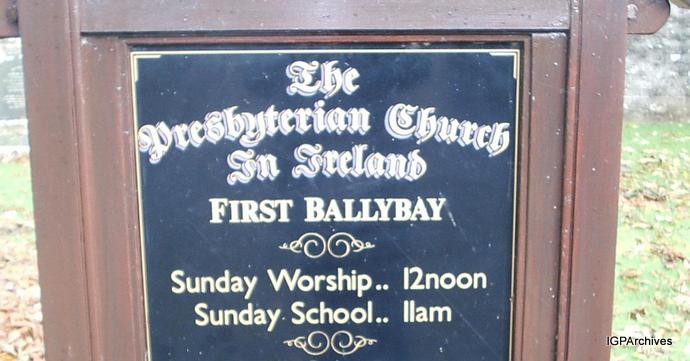 The
Presbyterian Church
In Ireland
FIRST BALLYBAY
Sunday Worship.. 12noon
Sunday School.. 11am
IGPArchives